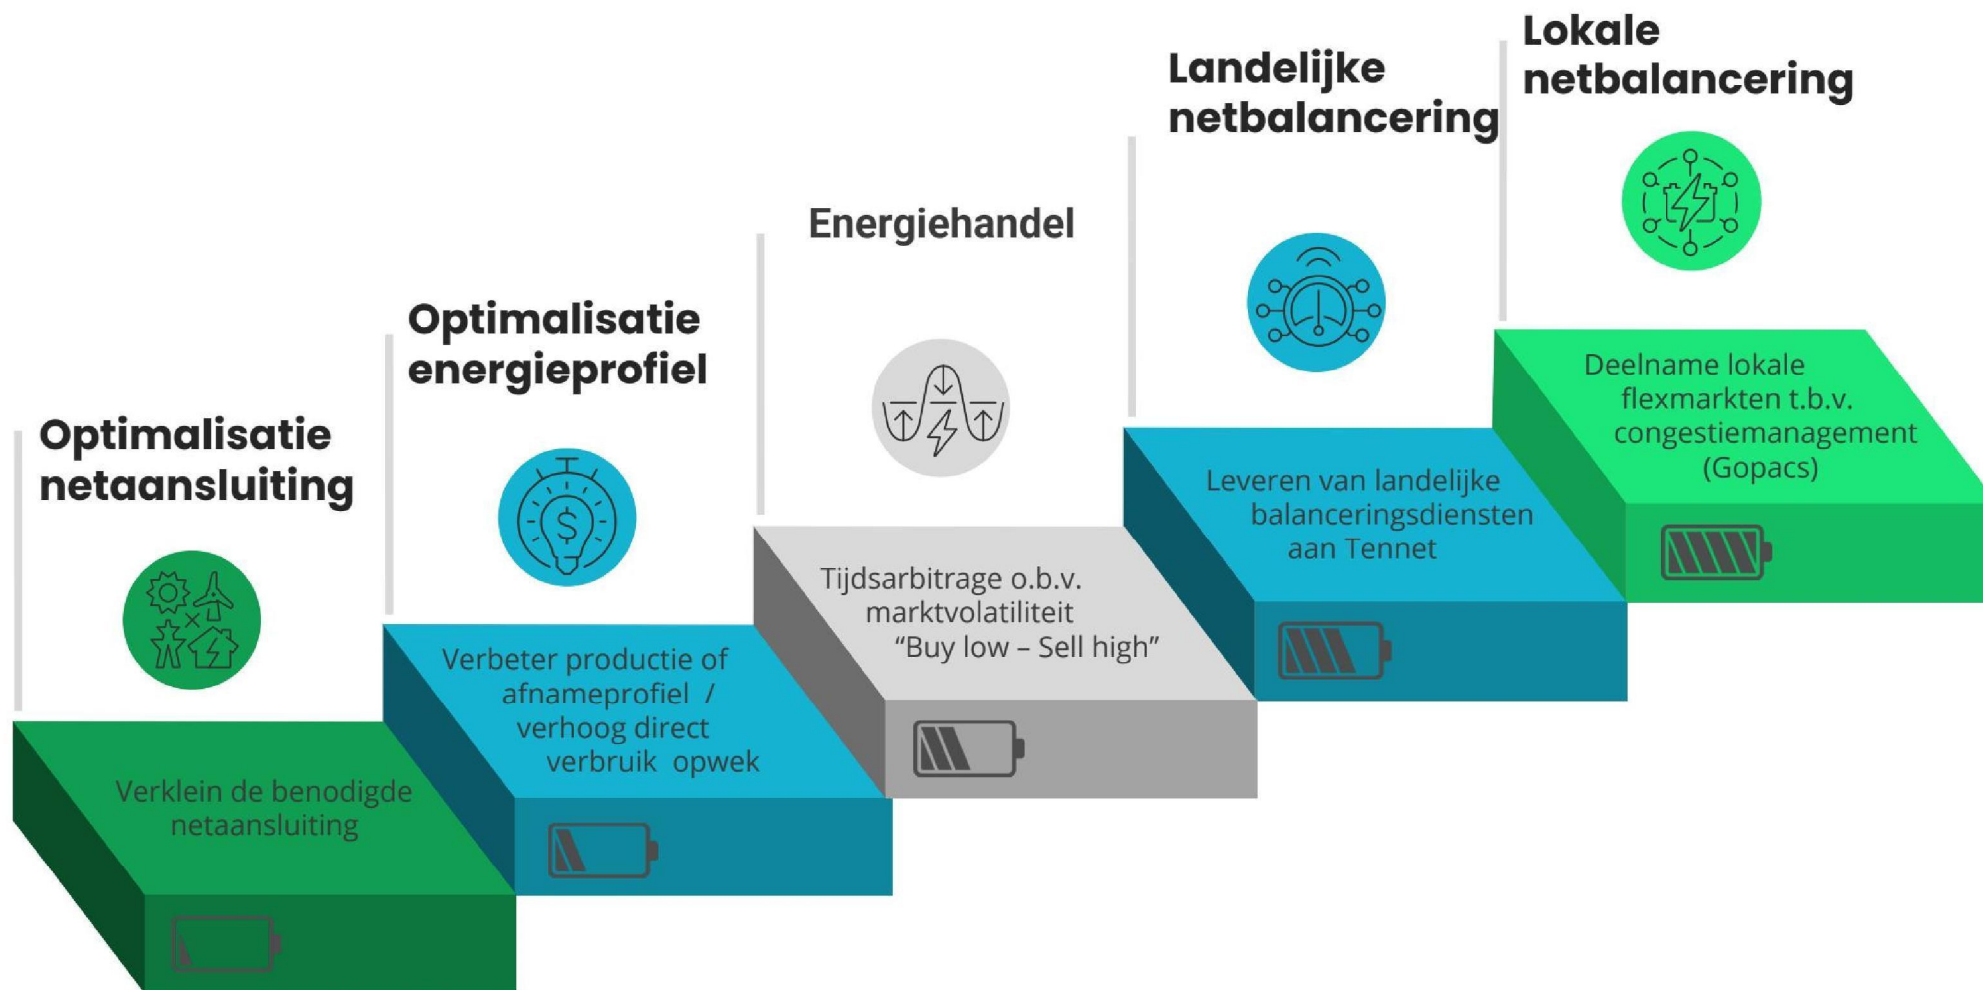 Optimalisatie
netaansluiting
Verklein de benodigde
netaansluiting
Optimalisatie
energieprofiel
$
Verbeter productie of
afnameprofiel /
verhoog direct
verbruik opwek
Energiehandel
Tijdsarbitrage o.b.v.
marktvolatiliteit
“Buy low – Sell high”
Landelijke
netbalancering
Leveren van landelijke
balanceringsdiensten
aan Tennet
Lokale
netbalancering
Deelname lokale
flexmarkten t.b.v.
congestiemanagement
(Gopacs)